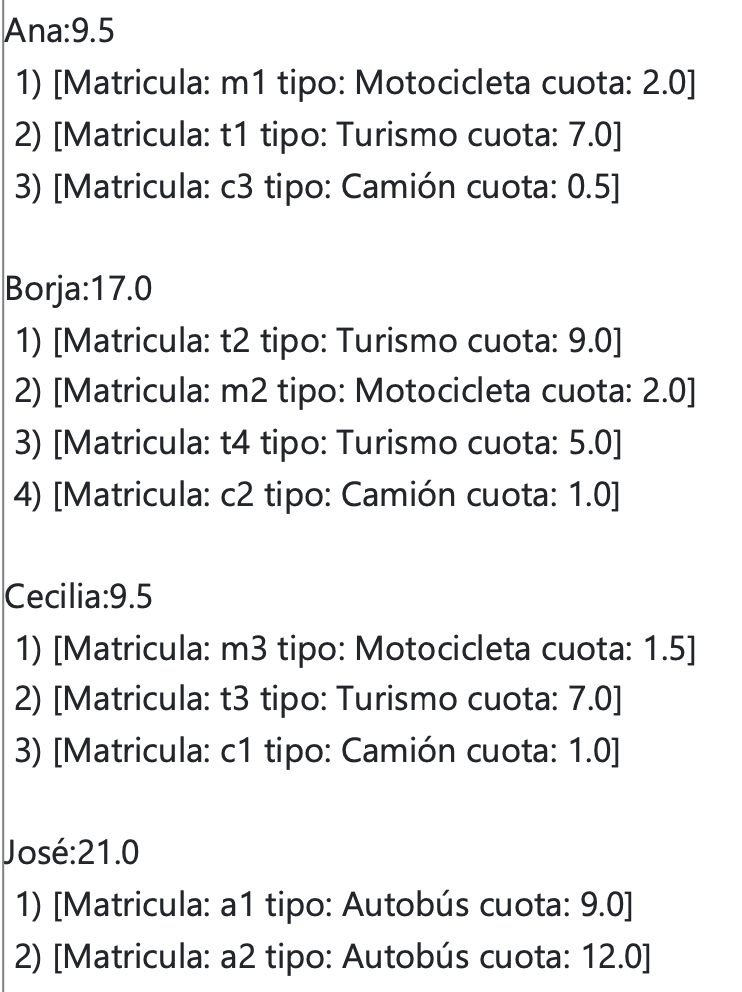 Ana:9.5
1) [Matricula: m1 tipo: Motocicleta cuota: 2.0]
2) [Matricula: t1 tipo: Turismo cuota: 7.0]
3) [Matricula: c3 tipo: Camión cuota: 0.5]
Borja:17.0
1) [Matricula: t2 tipo: Turismo cuota: 9.0]
2) [Matricula: m2 tipo: Motocicleta cuota: 2.0]
3) [Matricula: t4 tipo: Turismo cuota: 5.0]
4) [Matricula: c2 tipo: Camión cuota: 1.0]
Cecilia:9.5
1) [Matricula: m3 tipo: Motocicleta cuota: 1.5]
2) [Matricula: t3 tipo: Turismo cuota: 7.0]
3) [Matricula: c1 tipo: Camión cuota: 1.0]
José:21.0
1) [Matricula: a1 tipo: Autobús cuota: 9.0]
2) [Matricula: a2 tipo: Autobús cuota: 12.0]